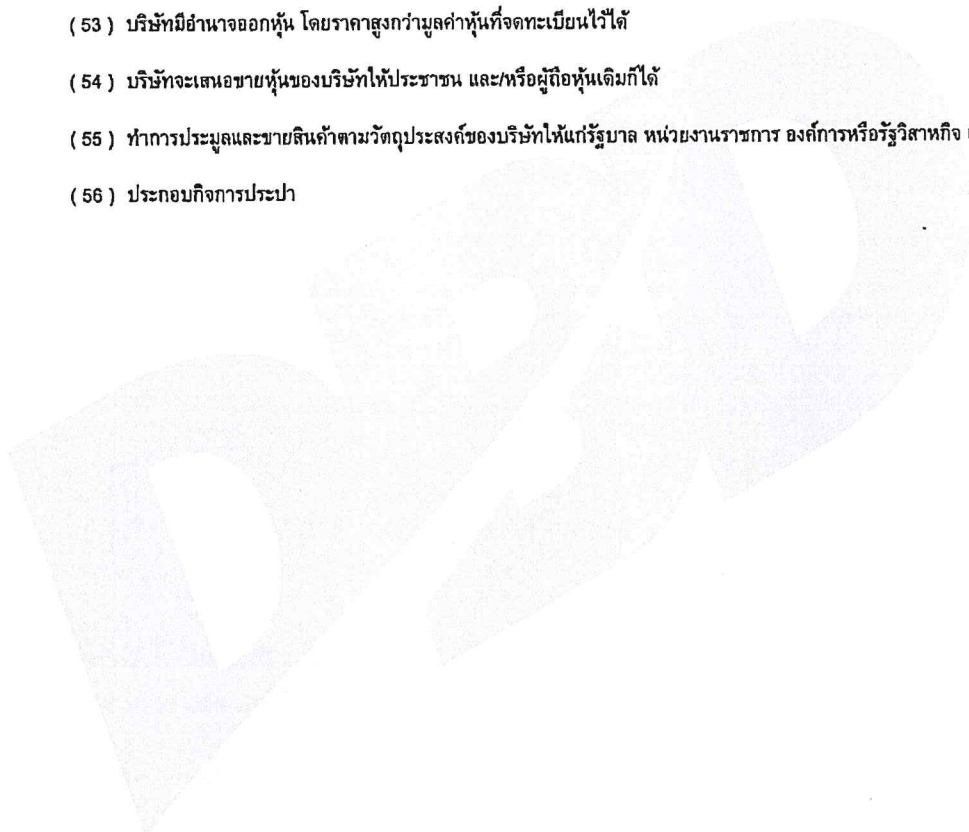 ( 53 ) บริษัทมีอำนาจออกหุ้น โดยราคาสูงกว่ามูลค่าหุ้นที่จดทะเบียนไว้ได้
( 54 ) บริษัทจะเสนอขายหุ้นของบริษัทให้ประชาชน และ/หรือผู้ถือหุ้นเดิมก็ได้
( 55 ) ทำการประมูลและขายสินค้าตามวัตถุประสงค์ของบริษัทให้แก่รัฐบาล หน่วยงานราชการ องค์การหรือรัฐวิสาหกิจ
( 56 ) ประกอบกิจการประปา
DBD